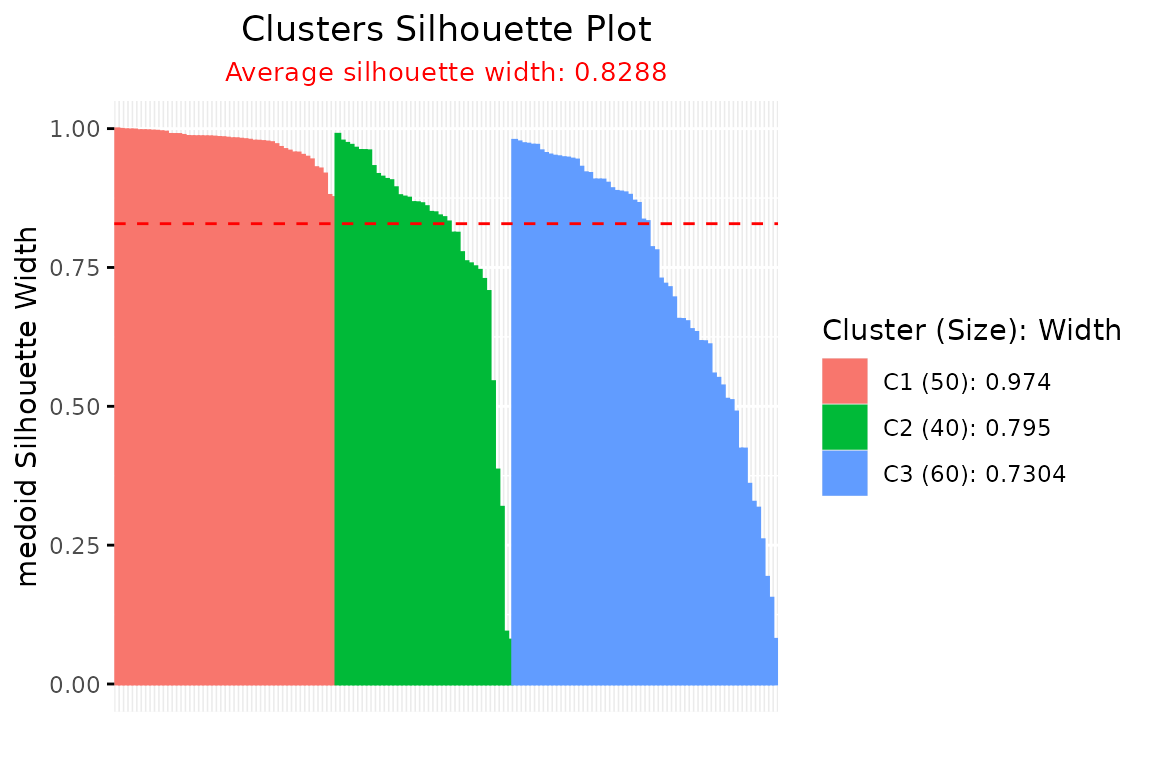 Clusters Silhouette Plot
Average silhouette width: 0.8288
medoid Silhouette Width
1.00
0.75
0.50
0.25
0.00
Cluster (Size): Width
C1 (50): 0.974
C2 (40): 0.795
C3 (60): 0.7304